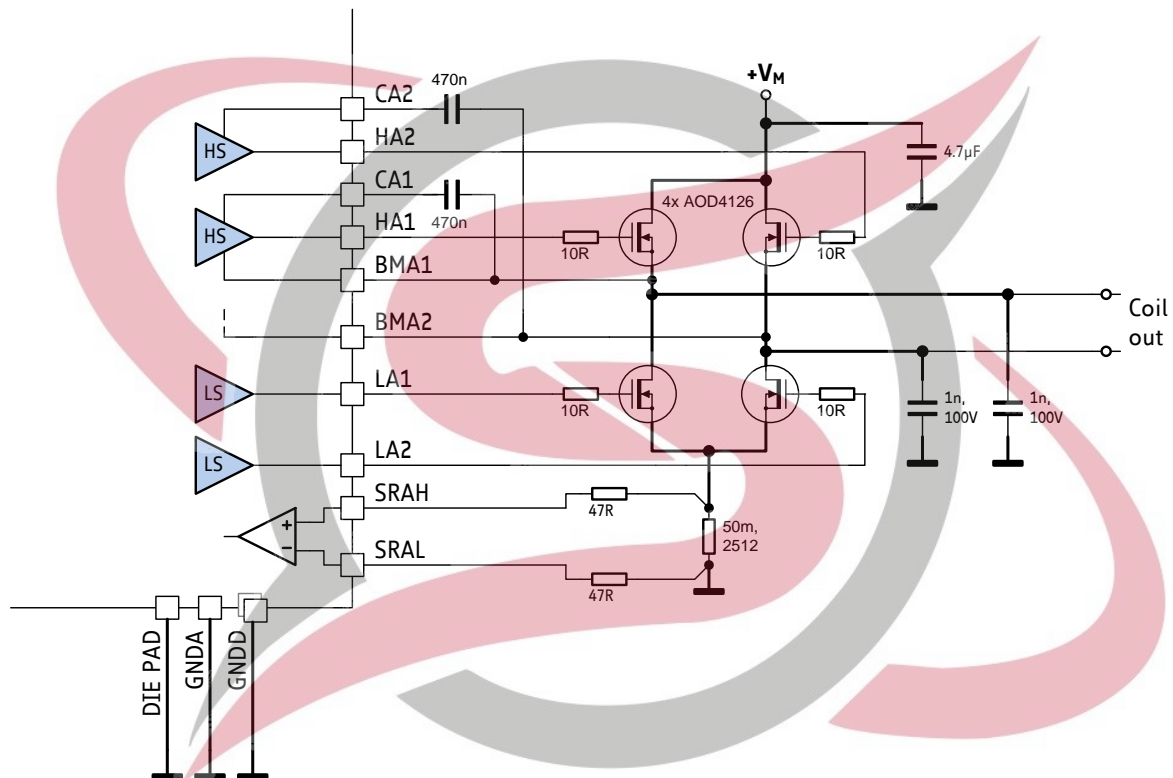 +VM
470n
CA2
HS
HA2
4.7µF
CA1
4x AOD4126
HS
HA1
470n
10R
10R
BMA1
Coil
out
BMA2
LS
LA1
10R
10R
1n,
100V
1n,
100V
LS
LA2
SRAH
47R
+
−
50m,
2512
SRAL
47R
DIE PAD
GNDA
GNDD